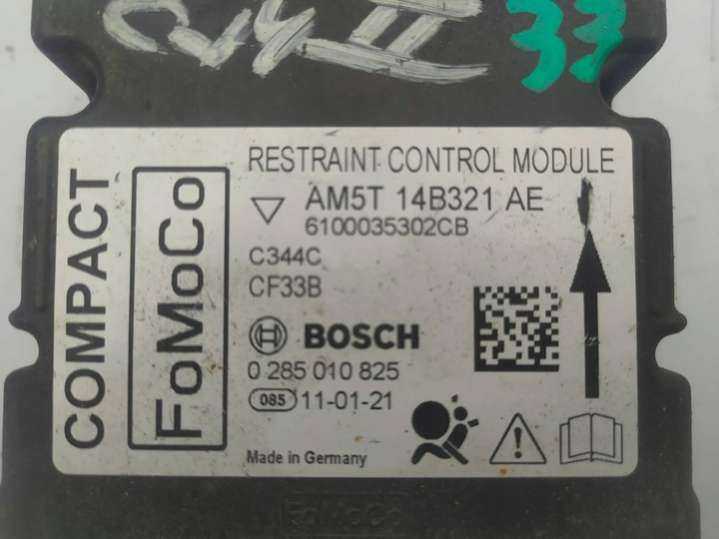 33
COMPACT
FoMoCo
RESTRAINT CONTROL MODULE
AM5T 14B321 AE
6100035302CB
C344C
CF33B
BOSCH
0 285 010 825
085 11-01-21
Made in Germany
FoMoCo